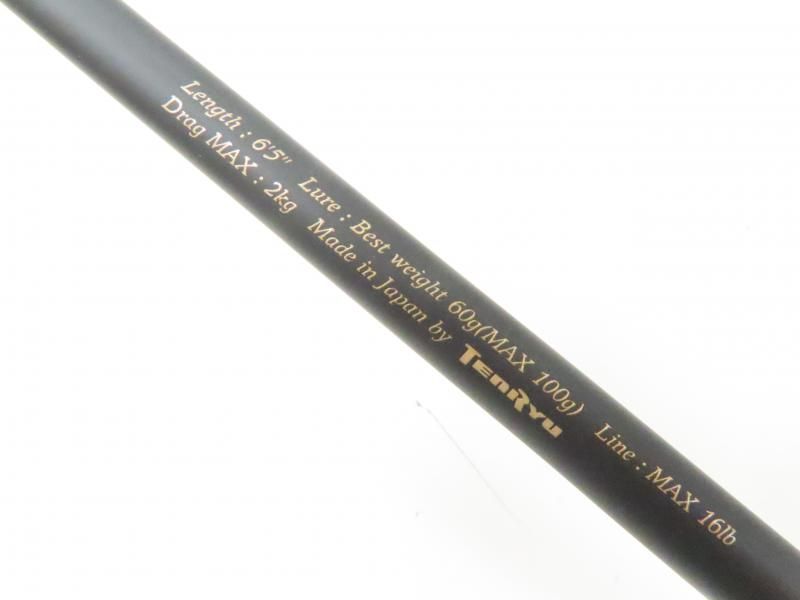 Length : 6'5" Lure : Best weight 60g(MAX 100g) Line : MAX 16lb
Drag MAX : 2kg Made in Japan by TENRYU